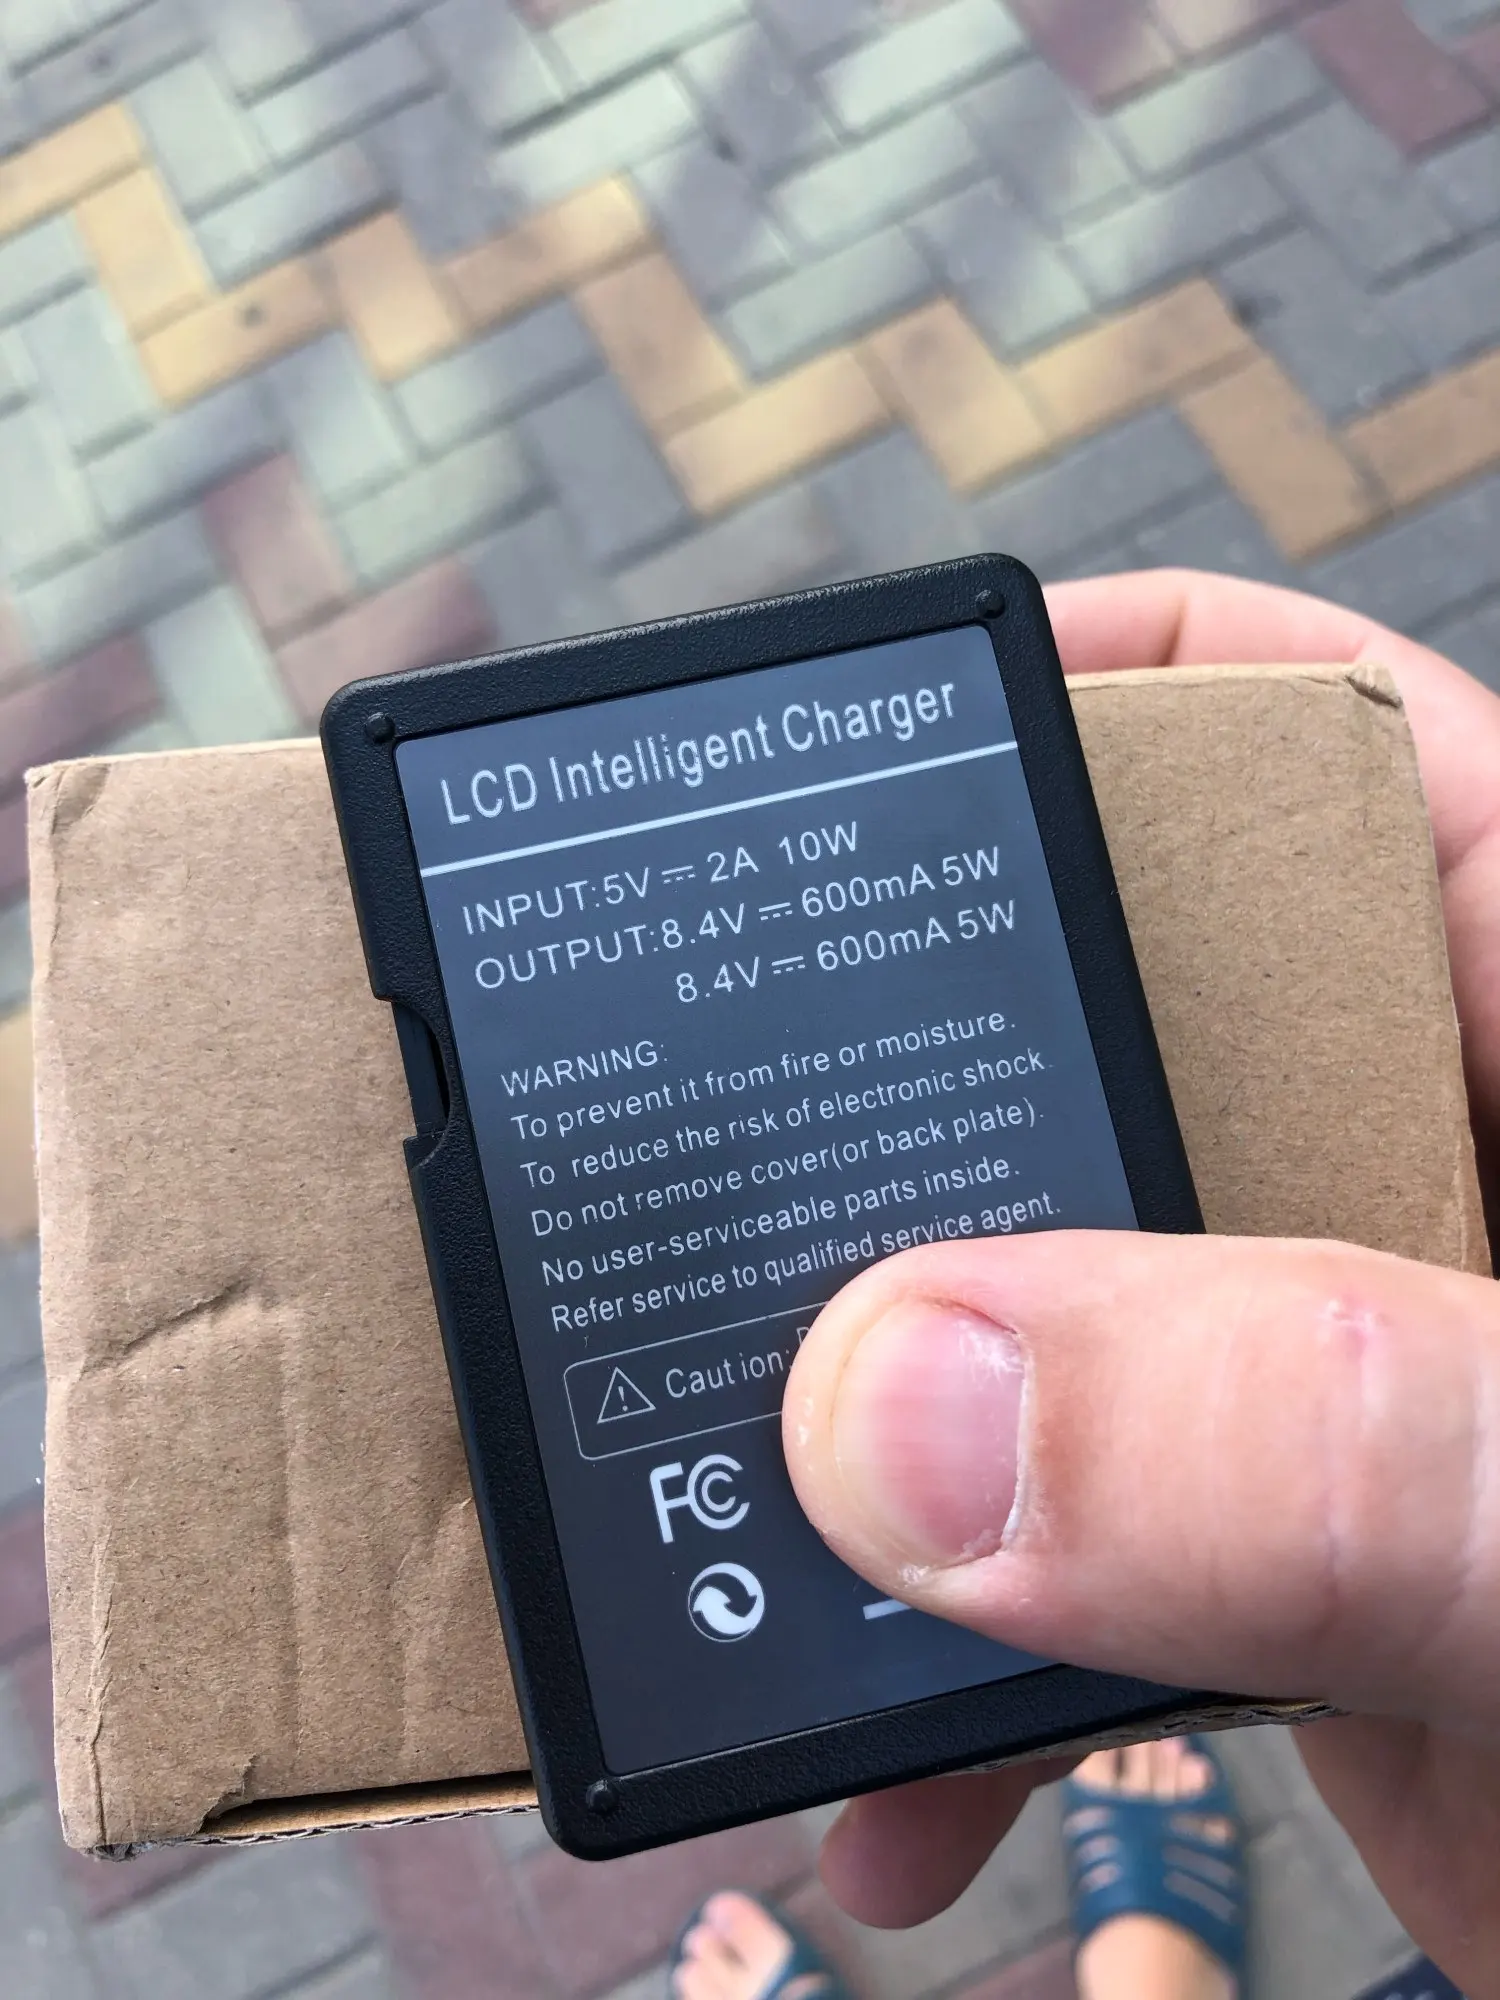 LCD Intelligent Charger
INPUT:5V ⎓ 2A 10W
OUTPUT:8.4V ⎓ 600mA 5W
8.4V ⎓ 600mA 5W
WARNING:
To prevent it from fire or moisture.
To reduce the risk of electronic shock.
Do not remove cover(or back plate).
No user-serviceable parts inside.
Refer service to qualified service agent.
Caution:
FC